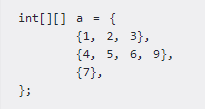 int[][] a = {
        {1, 2, 3},
        {4, 5, 6, 9},
        {7},
};